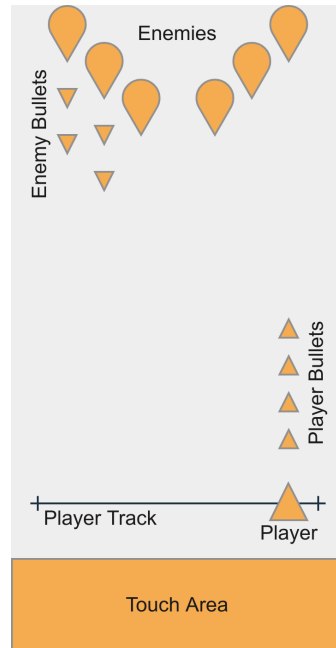 Enemies
Enemy Bullets
Player Bullets
Player Track
Player
Touch Area